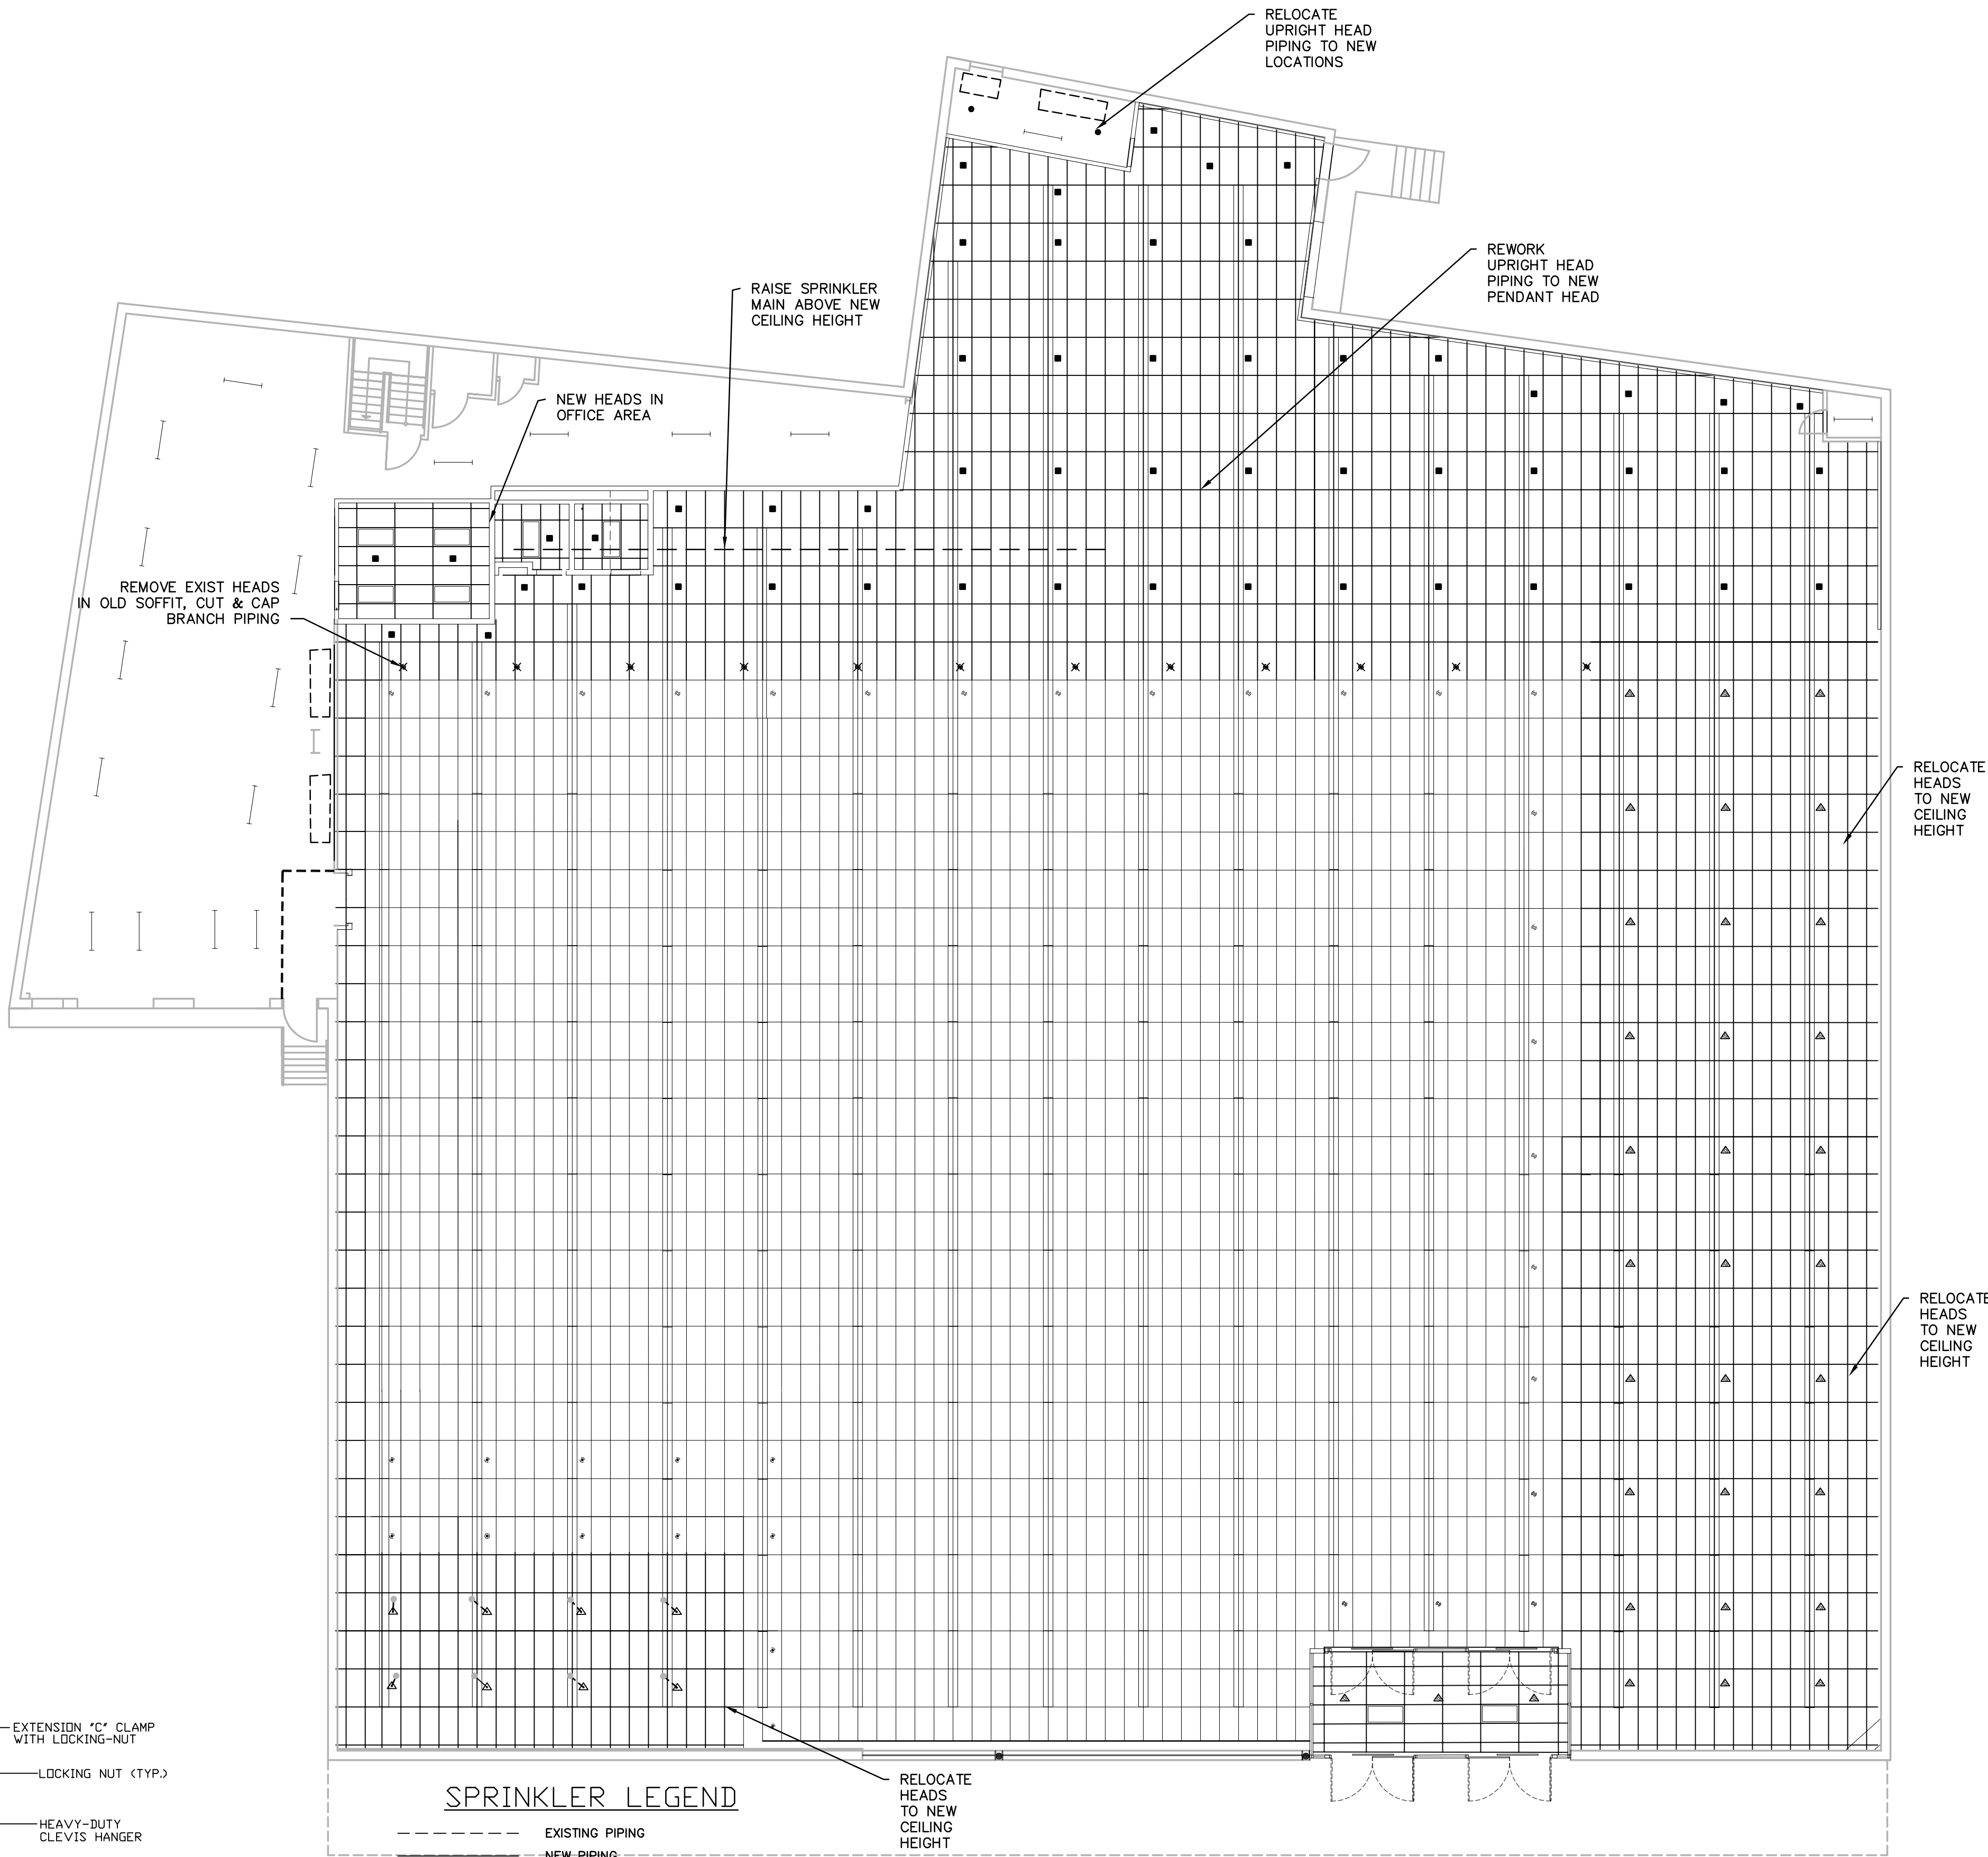 RELOCATE
UPRIGHT HEAD
PIPING TO NEW
LOCATIONS
REWORK
UPRIGHT HEAD
PIPING TO NEW
PENDANT HEAD
RAISE SPRINKLER
MAIN ABOVE NEW
CEILING HEIGHT
NEW HEADS IN
OFFICE AREA
REMOVE EXIST HEADS
IN OLD SOFFIT, CUT & CAP
BRANCH PIPING
RELOCATE
HEADS
TO NEW
CEILING
HEIGHT
RELOCATE
HEADS
TO NEW
CEILING
HEIGHT
EXTENSION "C" CLAMP
WITH LOCKING-NUT
LOCKING NUT (TYP.)
HEAVY-DUTY
CLEVIS HANGER
RELOCATE
HEADS
TO NEW
CEILING
HEIGHT
SPRINKLER LEGEND
EXISTING PIPING
NEW PIPING